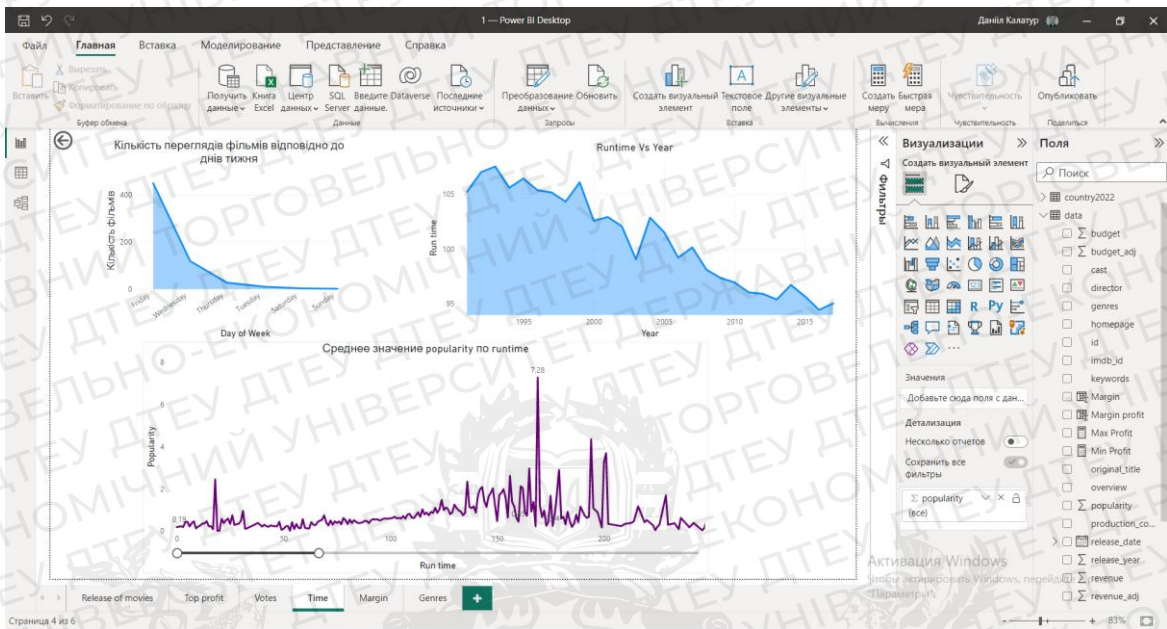 1 — Power BI Desktop
Данііл Калатур
Файл Главная Вставка Моделирование Представление Справка
Вставить
Вырезать
Копировать
Форматирование по образцу
Буфер обмена
Получить данные
Книга Excel
Центр данных
SQL Server
Введите данные.
Dataverse
Последние источники
Данные
Преобразование данных
Обновить
Запросы
Создать визуальный элемент
Текстовое поле
Другие визуальные элементы
Вставка
Создать меру
Быстрая мера
Вычисления
Чувствительность
Чувствительность
Опубликовать
Поделиться
Кількість переглядів фільмів відповідно до
днів тижня
Кількість фільмів
400
200
0
Friday
Wednesday
Thursday
Tuesday
Saturday
Sunday
Day of Week
Runtime Vs Year
Run time
105
100
95
1995 2000 2005 2010 2015
Year
Среднее значение popularity по runtime
Popularity
8
6
4
2
0
7,28
0,19
0 50 100 150 200
Run time
Фильтры
Визуализации
Создать визуальный элемент
R Py
Значения
Добавьте сюда поля с дан...
Детализация
Несколько отчетов
Сохранить все
фильтры
popularity
(все)
Поля
Поиск
country2022
data
budget
budget_adj
cast
director
genres
homepage
id
imdb_id
keywords
Margin
Margin profit
Max Profit
Min Profit
original_title
overview
popularity
production_co...
release_date
release_year
revenue
revenue_adj
Активация Windows
Чтобы активировать Windows, перейдите в
"Параметры".
Release of movies Top profit Votes Time Margin Genres
Страница 4 из 6
83%